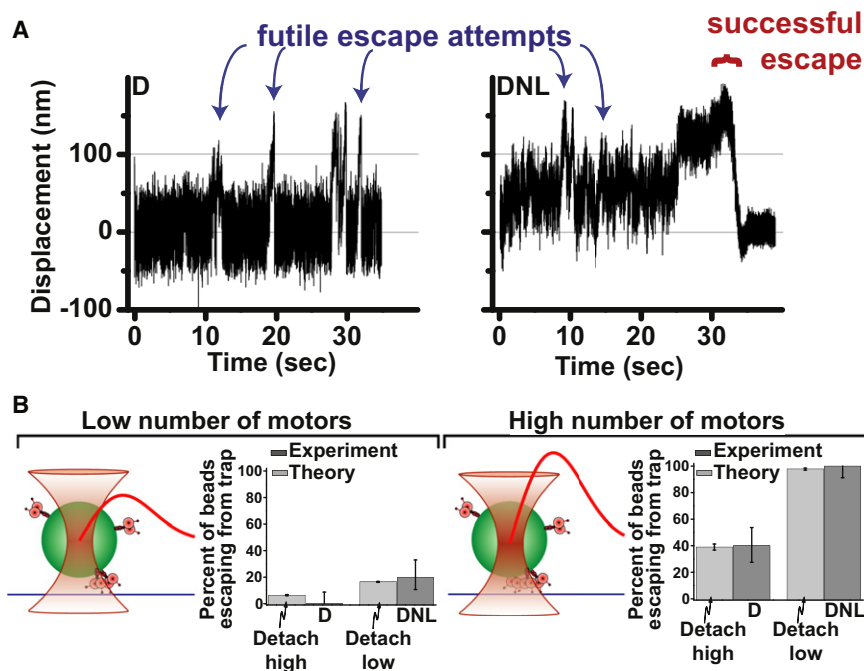 A
futile escape attempts
successful
escape
D
DNL
Displacement (nm)
100
0
-100
0 10 20 30
Time (sec)
0 10 20 30
Time (sec)
B
Low number of motors
High number of motors
Experiment
Theory
Percent of beads
escaping from trap
100
80
60
40
20
0
D
DNL
Detach
high
Detach
low
Experiment
Theory
Percent of beads
escaping from trap
100
80
60
40
20
0
D
DNL
Detach
high
Detach
low